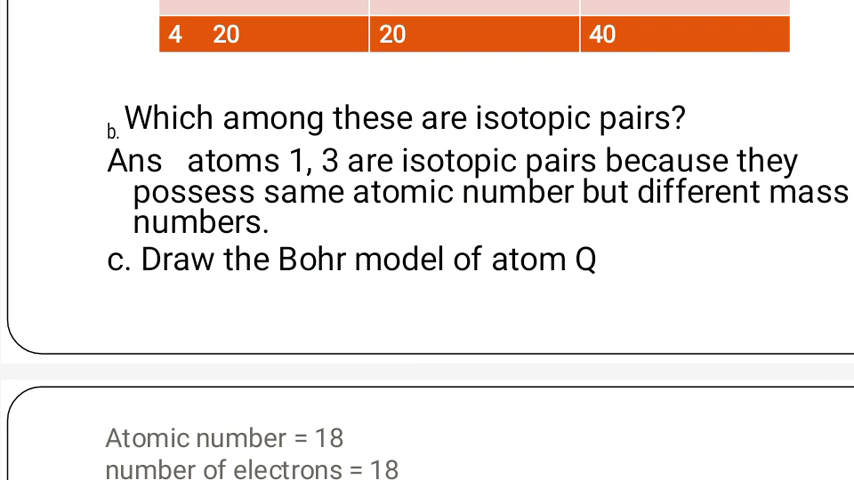 4 20 20 40
b. Which among these are isotopic pairs?
Ans atoms 1, 3 are isotopic pairs because they
possess same atomic number but different mass
numbers.
c. Draw the Bohr model of atom Q
Atomic number = 18
number of electrons = 18